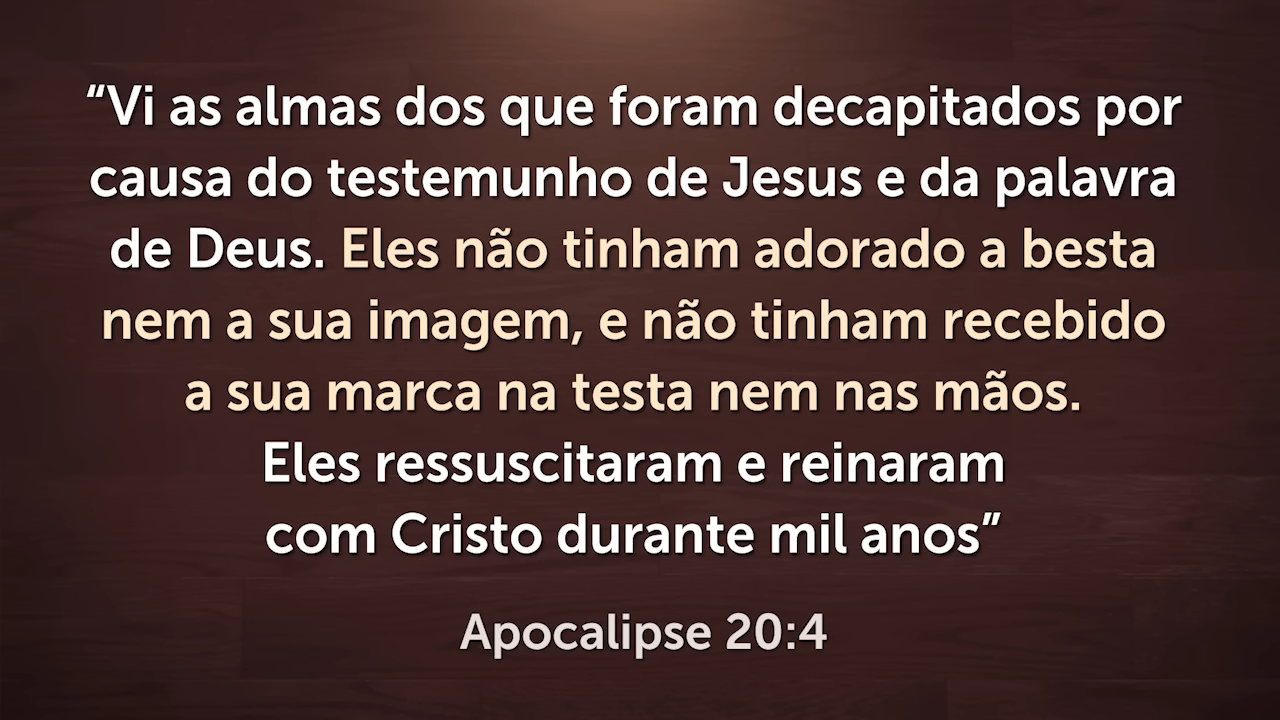 “Vi as almas dos que foram decapitados por
causa do testemunho de Jesus e da palavra
de Deus. Eles não tinham adorado a besta
nem a sua imagem, e não tinham recebido
a sua marca na testa nem nas mãos.
Eles ressuscitaram e reinaram
com Cristo durante mil anos”
Apocalipse 20:4